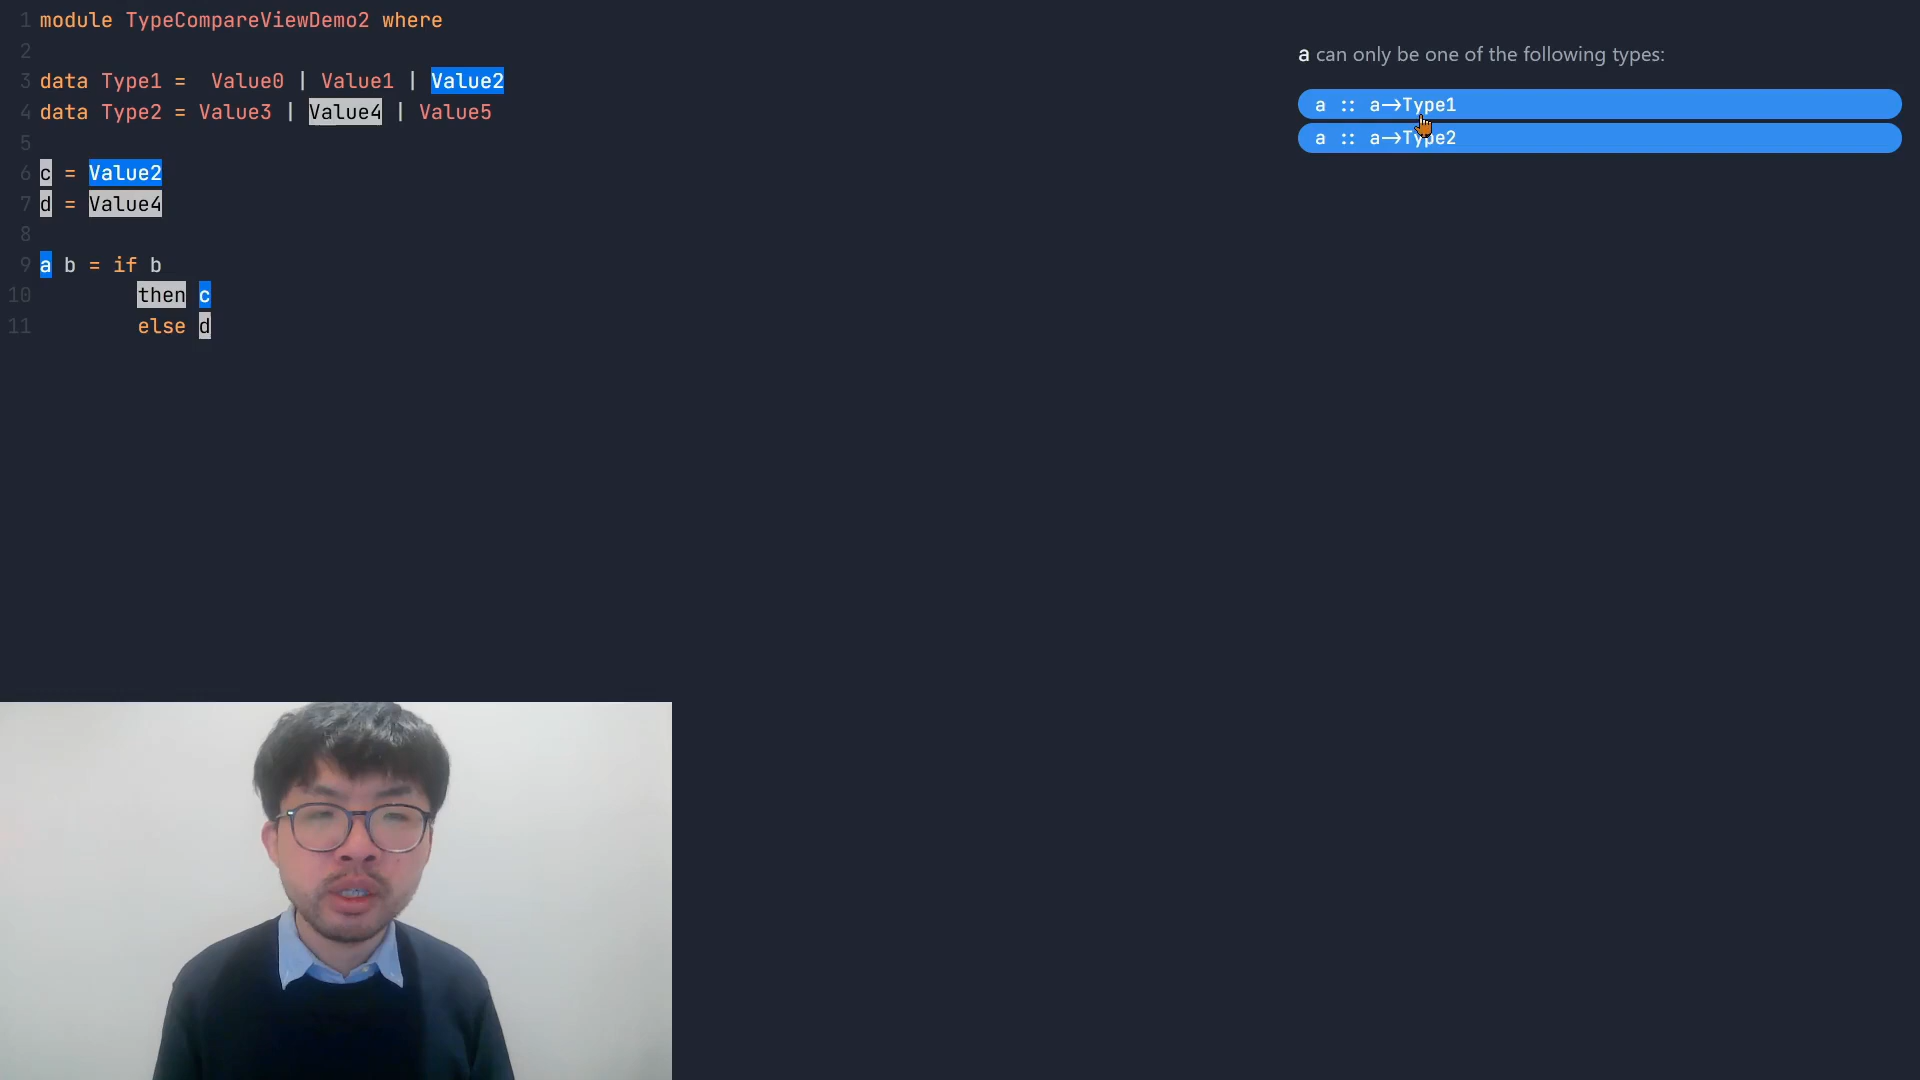 1 module TypeCompareViewDemo2 where
2
3 data Type1 =  Value0 | Value1 | Value2
4 data Type2 = Value3 | Value4 | Value5
5
6 c = Value2
7 d = Value4
8
9 a b = if b
10         then c
11         else d
a can only be one of the following types:
a :: a→Type1
a :: a→Type2